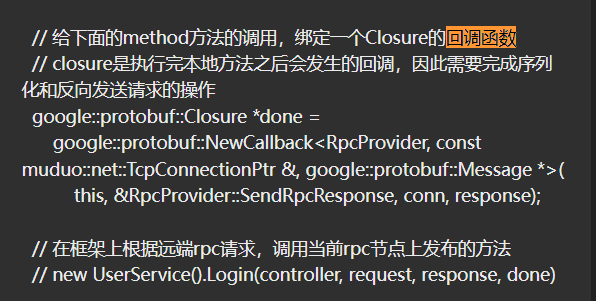 // 给下面的method方法的调用，绑定一个Closure的回调函数
// closure是执行完本地方法之后会发生的回调，因此需要完成序列
化和反向发送请求的操作
google::protobuf::Closure *done =
google::protobuf::NewCallback<RpcProvider, const
muduo::net::TcpConnectionPtr &, google::protobuf::Message *>(
this, &RpcProvider::SendRpcResponse, conn, response);
// 在框架上根据远端rpc请求，调用当前rpc节点上发布的方法
// new UserService().Login(controller, request, response, done)